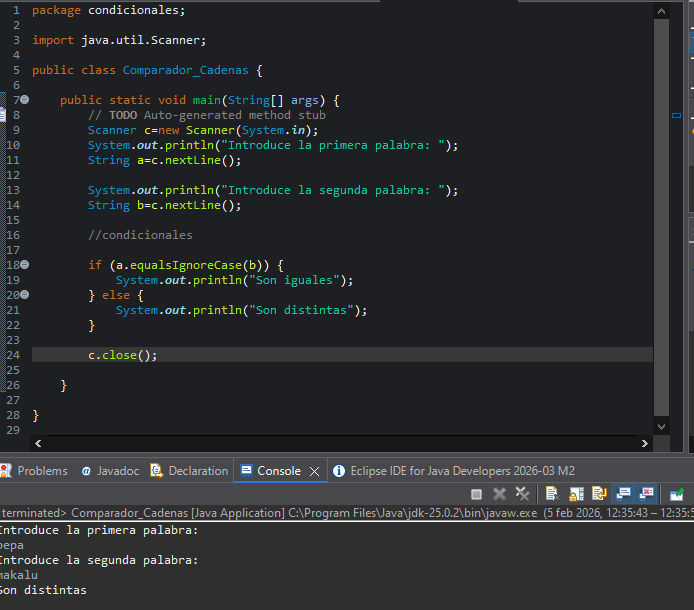 1 package condicionales;
2
3 import java.util.Scanner;
4
5 public class Comparador_Cadenas {
6
7 public static void main(String[] args) {
8 // TODO Auto-generated method stub
9 Scanner c=new Scanner(System.in);
10 System.out.println("Introduce la primera palabra: ");
11 String a=c.nextLine();
12
13 System.out.println("Introduce la segunda palabra: ");
14 String b=c.nextLine();
15
16 //condicionales
17
18 if (a.equalsIgnoreCase(b)) {
19 System.out.println("Son iguales");
20 } else {
21 System.out.println("Son distintas");
22 }
23
24 c.close();
25
26 }
27
28 }
29
Problems @ Javadoc Declaration Console Eclipse IDE for Java Developers 2026-03 M2
terminated> Comparador_Cadenas [Java Application] C:\Program Files\Java\jdk-25.0.2\bin\javaw.exe (5 feb 2026, 12:35:43 – 12:35:5
Introduce la primera palabra:
pepa
Introduce la segunda palabra:
makalu
Son distintas